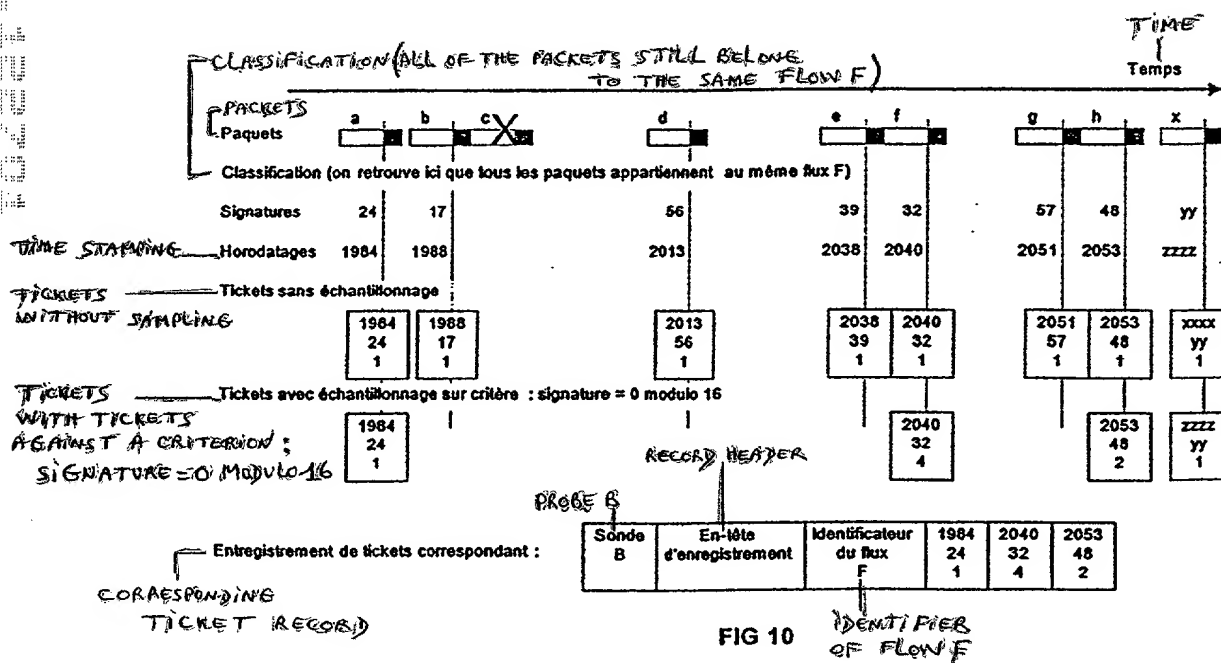 TIME
CLASSIFICATION (ALL OF THE PACKETS STILL BELONG
TO THE SAME FLOW F)
Temps
PACKETS
a b c d e f g h x
Paquets
Classification (on retrouve ici que tous les paquets appartiennent au même flux F)
Signatures 24 17 56 39 32 57 48 yy
TIME STAMPING Horodatages 1984 1988 2013 2038 2040 2051 2053 zzzz
TICKETS Tickets sans échantillonnage
WITHOUT SAMPLING
1984 1988 2013 2038 2040 2051 2053 xxxx
24 17 56 39 32 57 48 yy
1 1 1 1 1 1 1 1
TICKETS Tickets avec échantillonnage sur critère : signature = 0 modulo 16
WITH TICKETS
AGAINST A CRITERION :
SIGNATURE = 0 MODULO 16
1984 2040 2053 zzzz
24 32 48 yy
1 4 2 1
RECORD HEADER
PROBE B
Entregistrement de tickets correspondant :
Sonde En-tête Identificateur 1984 2040 2053
B d'enregistrement du flux 24 32 48
F 1 4 2
CORRESPONDING
TICKET RECORD
FIG 10
IDENTIFIER
OF FLOW F